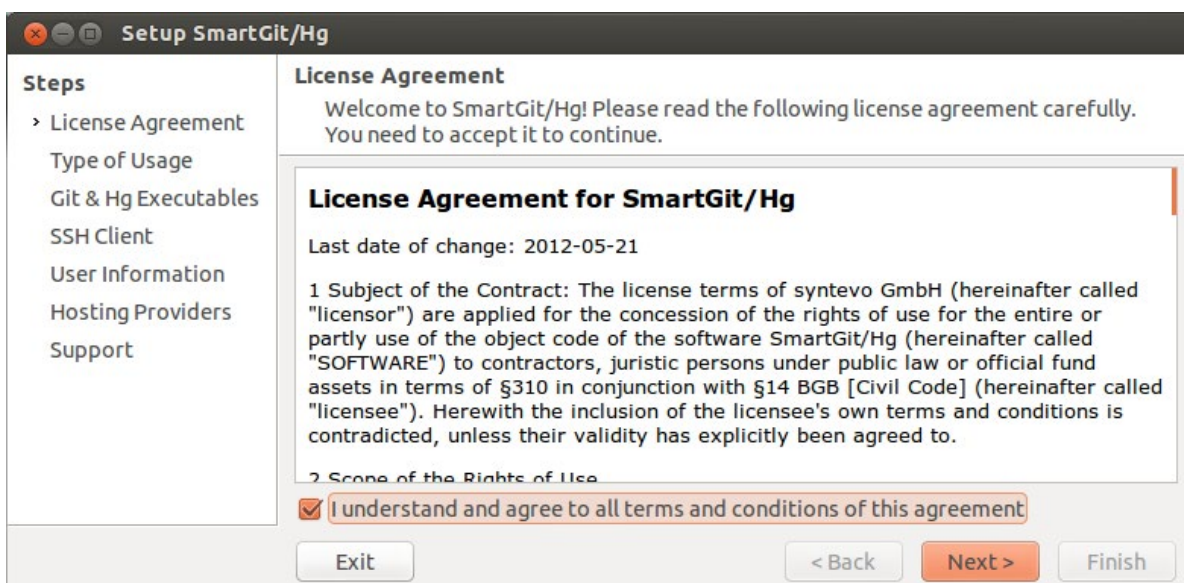 Setup SmartGit/Hg
Steps
License Agreement
Type of Usage
Git & Hg Executables
SSH Client
User Information
Hosting Providers
Support
License Agreement
Welcome to SmartGit/Hg! Please read the following license agreement carefully.
You need to accept it to continue.
License Agreement for SmartGit/Hg
Last date of change: 2012-05-21
1 Subject of the Contract: The license terms of syntevo GmbH (hereinafter called
"licensor") are applied for the concession of the rights of use for the entire or
partly use of the object code of the software SmartGit/Hg (hereinafter called
"SOFTWARE") to contractors, juristic persons under public law or official fund
assets in terms of §310 in conjunction with §14 BGB [Civil Code] (hereinafter called
"licensee"). Herewith the inclusion of the licensee's own terms and conditions is
contradicted, unless their validity has explicitly been agreed to.
2 Scope of the Rights of Use
I understand and agree to all terms and conditions of this agreement
Exit
< Back
Next >
Finish